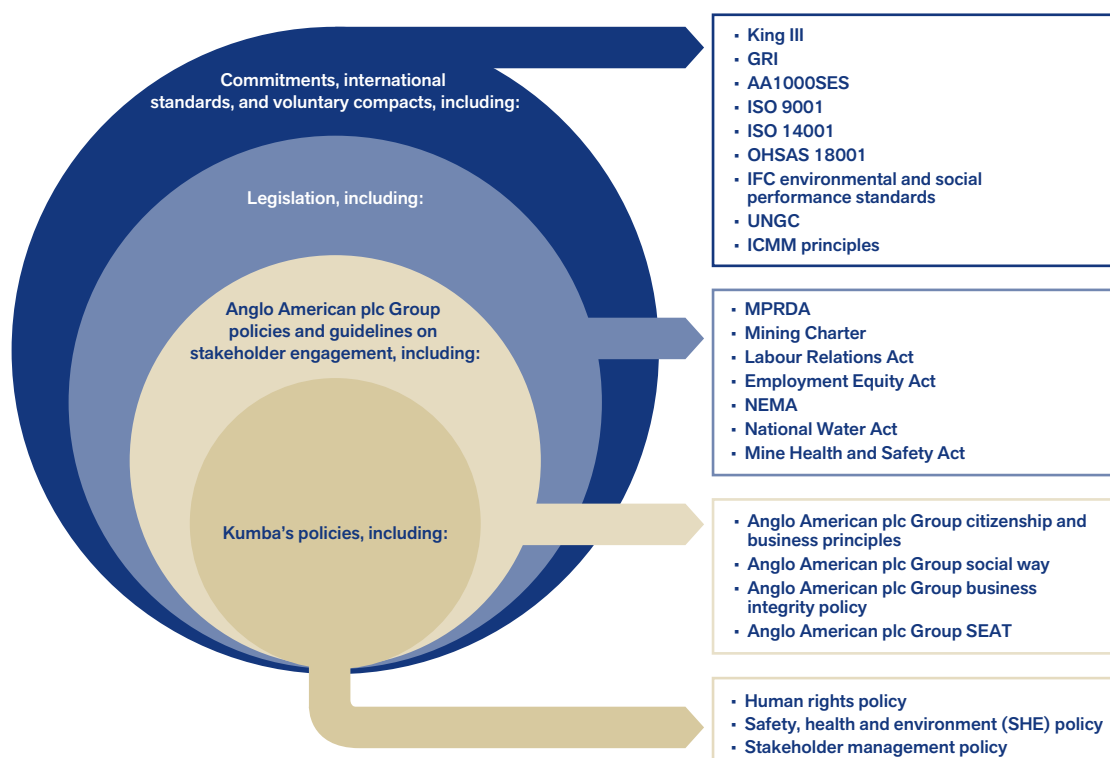 Commitments, international
standards, and voluntary compacts, including:
▪ King III
▪ GRI
▪ AA1000SES
▪ ISO 9001
▪ ISO 14001
▪ OHSAS 18001
▪ IFC environmental and social
performance standards
▪ UNGC
▪ ICMM principles
Legislation, including:
▪ MPRDA
▪ Mining Charter
▪ Labour Relations Act
▪ Employment Equity Act
▪ NEMA
▪ National Water Act
▪ Mine Health and Safety Act
Anglo American plc Group
policies and guidelines on
stakeholder engagement, including:
▪ Anglo American plc Group citizenship and
business principles
▪ Anglo American plc Group social way
▪ Anglo American plc Group business
integrity policy
▪ Anglo American plc Group SEAT
Kumba’s policies, including:
▪ Human rights policy
▪ Safety, health and environment (SHE) policy
▪ Stakeholder management policy